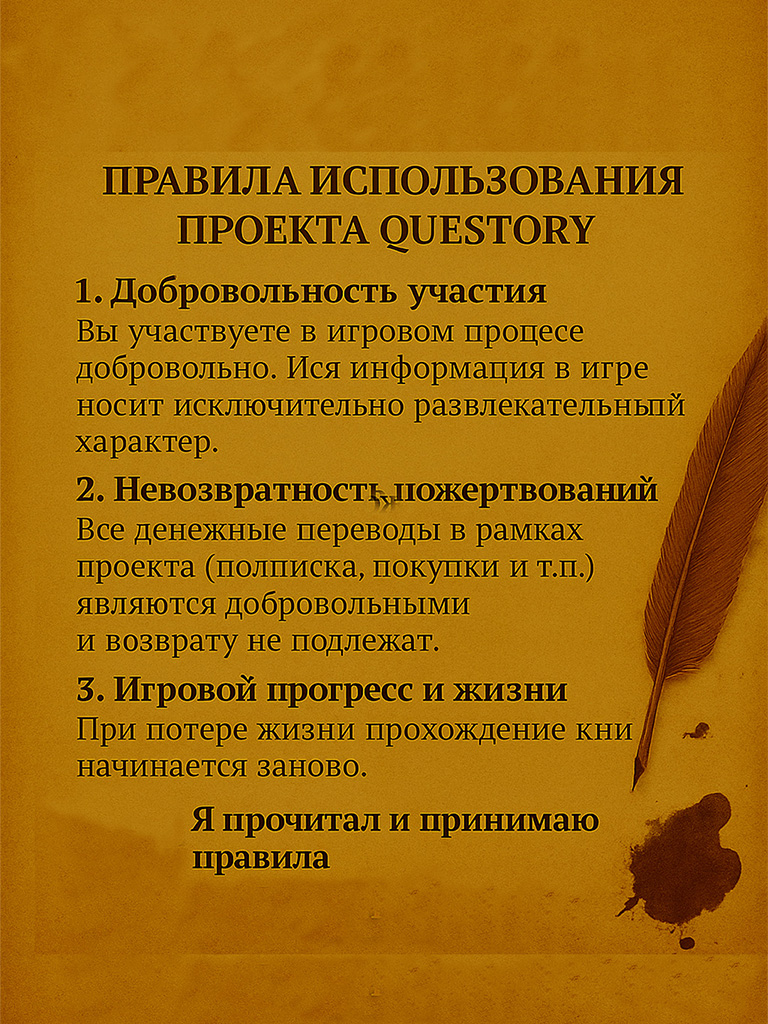 ПРАВИЛА ИСПОЛЬЗОВАНИЯ
ПРОЕКТА QUESTORY
1. Добровольность участия
Вы участвуете в игровом процесе
добровольно. Ися информация в игре
носит исключительно развлекательный
характер.
2. Невозвратность пожертвований
Все денежные переводы в рамках
проекта (полписка, покупки и т.п.)
являются добровольными
и возврату не подлежат.
3. Игровой прогресс и жизни
При потере жизни прохождение кни
начинается заново.
Я прочитал и принимаю
правила